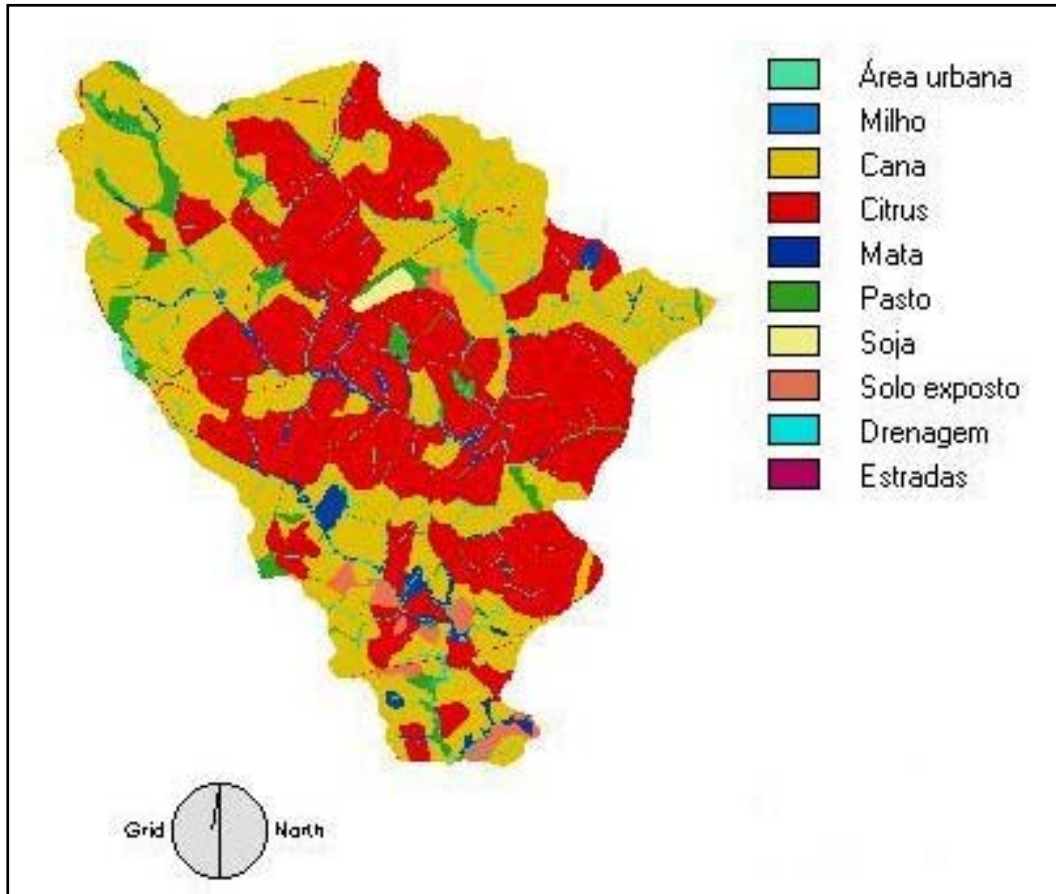 Área urbana
Milho
Cana
Citrus
Mata
Pasto
Soja
Solo exposto
Drenagem
Estradas
Grid North